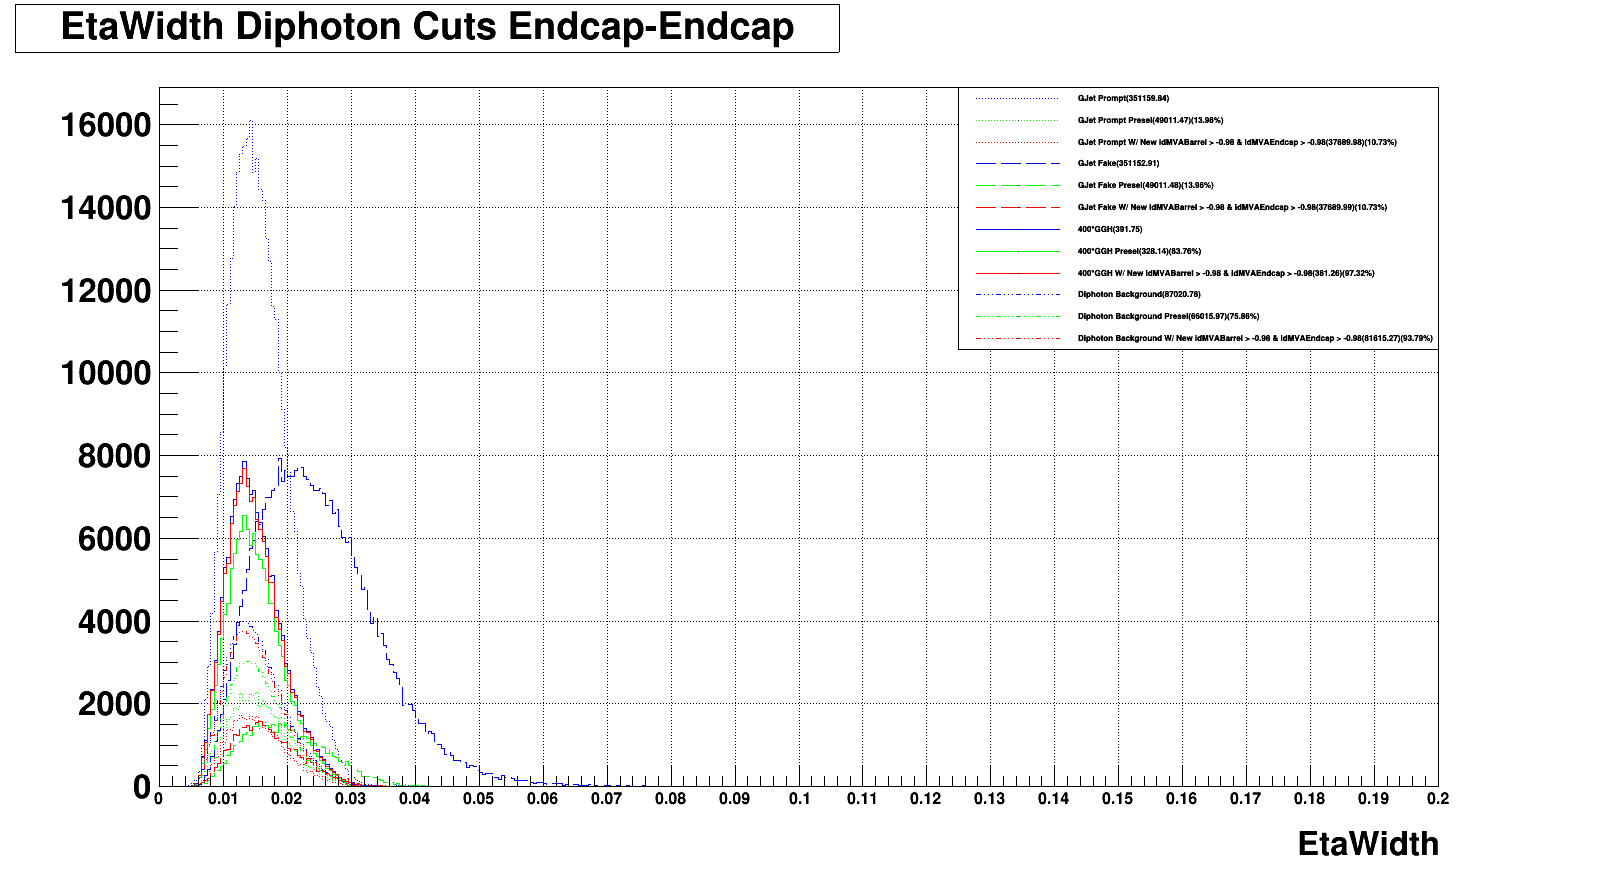 EtaWidth Diphoton Cuts Endcap-Endcap
GJet Prompt(351159.84)
GJet Prompt Presel(49011.47)(13.96%)
GJet Prompt W/ New IdMVABarrel > -0.98 & IdMVAEndcap > -0.98(37689.98)(10.73%)
GJet Fake(351152.91)
GJet Fake Presel(49011.48)(13.96%)
GJet Fake W/ New IdMVABarrel > -0.98 & IdMVAEndcap > -0.98(37689.99)(10.73%)
400*GGH(391.75)
400*GGH Presel(328.14)(83.76%)
400*GGH W/ New IdMVABarrel > -0.98 & IdMVAEndcap > -0.98(381.26)(97.32%)
Diphoton Background(87020.78)
Diphoton Background Presel(66015.97)(75.86%)
Diphoton Background W/ New IdMVABarrel > -0.98 & IdMVAEndcap > -0.98(81615.27)(93.79%)
16000
14000
12000
10000
8000
6000
4000
2000
0
0 0.01 0.02 0.03 0.04 0.05 0.06 0.07 0.08 0.09 0.1 0.11 0.12 0.13 0.14 0.15 0.16 0.17 0.18 0.19 0.2
EtaWidth